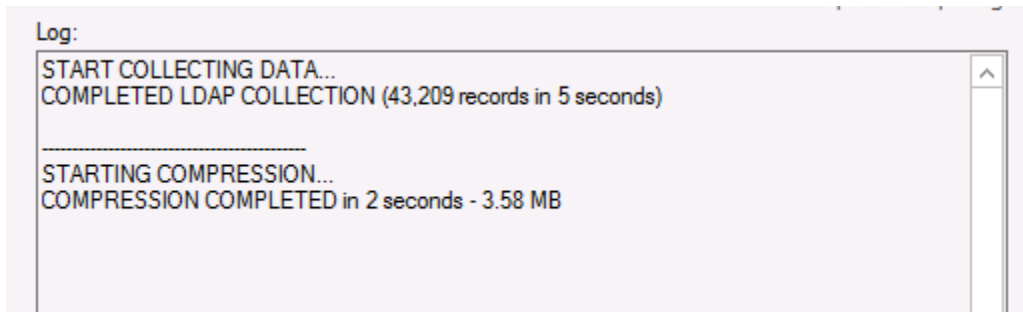 Log:
START COLLECTING DATA...
COMPLETED LDAP COLLECTION (43,209 records in 5 seconds)
--------------------------------------------
STARTING COMPRESSION...
COMPRESSION COMPLETED in 2 seconds - 3.58 MB